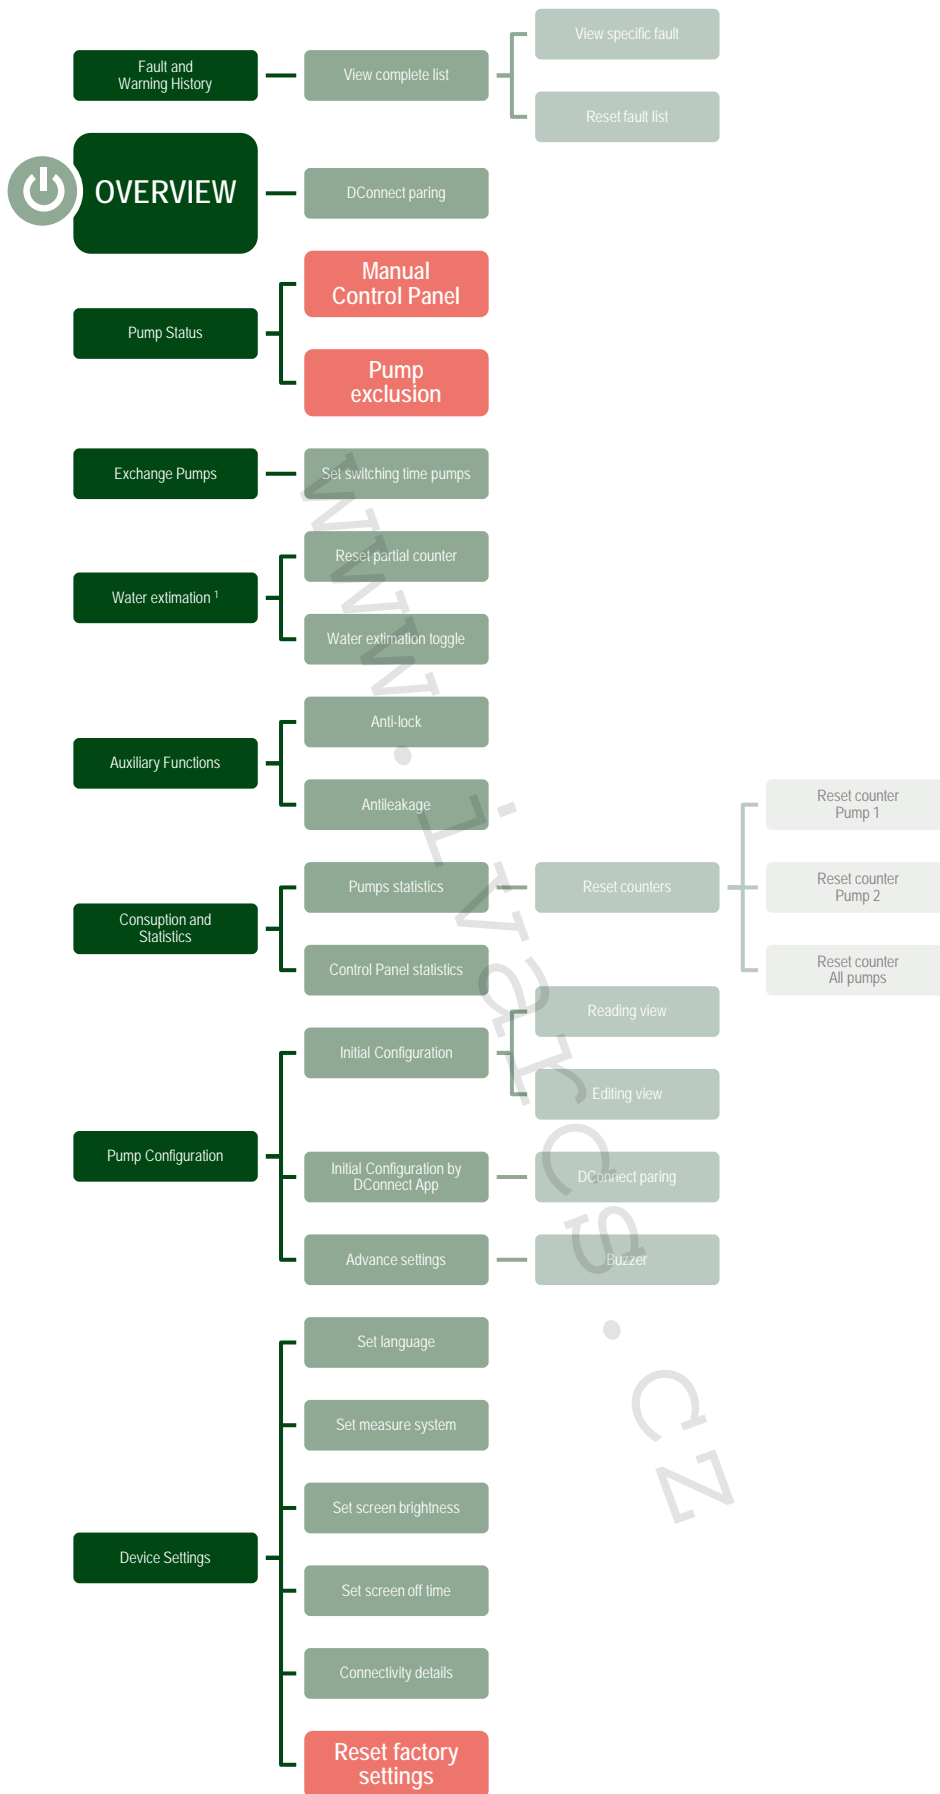 View specific fault
Fault and
Warning History
View complete list
Reset fault list
OVERVIEW
DConnect paring
Manual
Control Panel
Pump Status
Pump
exclusion
Exchange Pumps
Set switching time pumps
Reset partial counter
Water extimation 1
Water extimation toggle
Anti-lock
Auxiliary Functions
Antileakage
Reset counter
Pump 1
Pumps statistics
Reset counters
Reset counter
Pump 2
Consuption and
Statistics
Control Panel statistics
Reset counter
All pumps
Reading view
Initial Configuration
Editing view
Pump Configuration
Initial Configuration by
DConnect App
DConnect paring
Advance settings
Buzzer
Set language
Set measure system
Set screen brightness
Device Settings
Set screen off time
Connectivity details
Reset factory
settings
www.ivarcs.cz